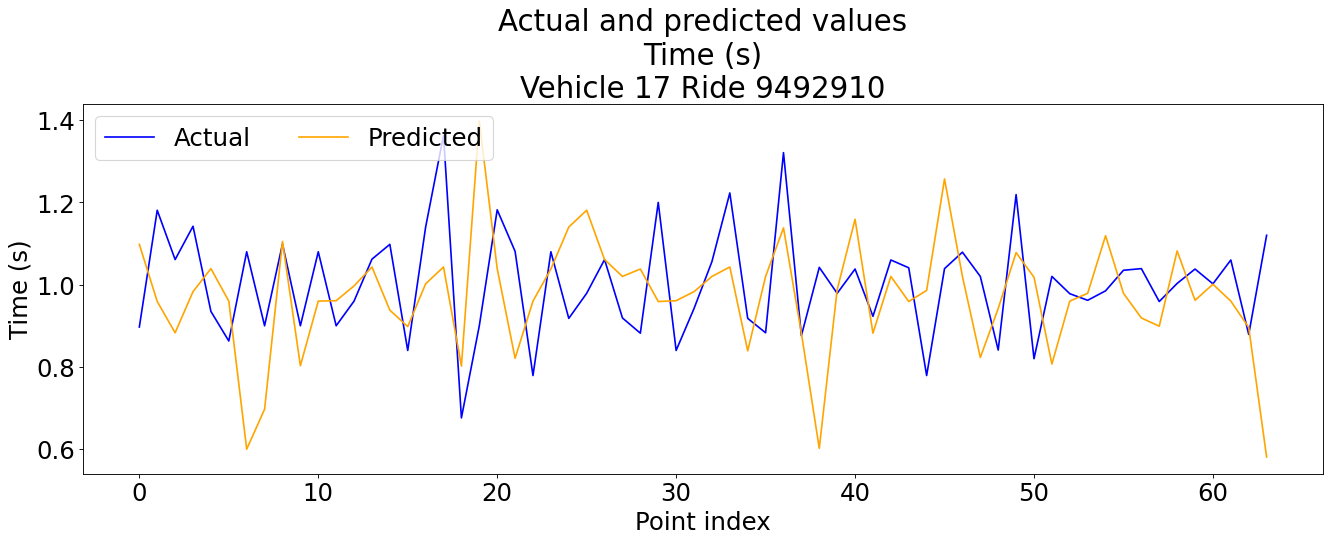 Actual and predicted values
Time (s)
Vehicle 17 Ride 9492910
Actual Predicted
1.4
1.2
1.0
0.8
0.6
Time (s)
0 10 20 30 40 50 60
Point index